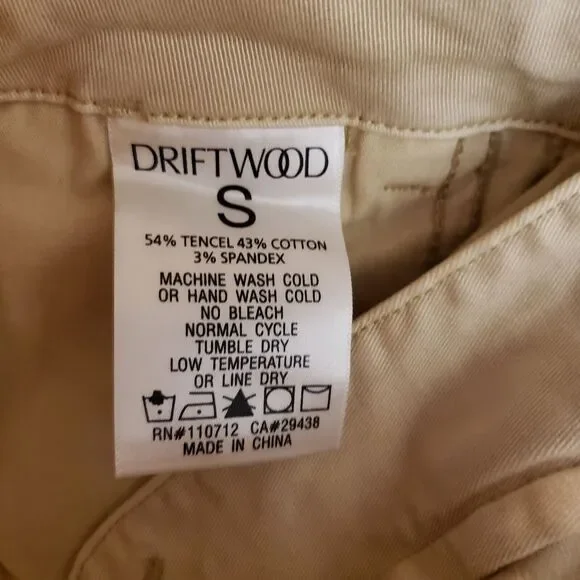 DRIFTWOOD
S
54% TENCEL 43% COTTON
3% SPANDEX
MACHINE WASH COLD
OR HAND WASH COLD
NO BLEACH
NORMAL CYCLE
TUMBLE DRY
LOW TEMPERATURE
OR LINE DRY
RN#110712 CA#29438
MADE IN CHINA